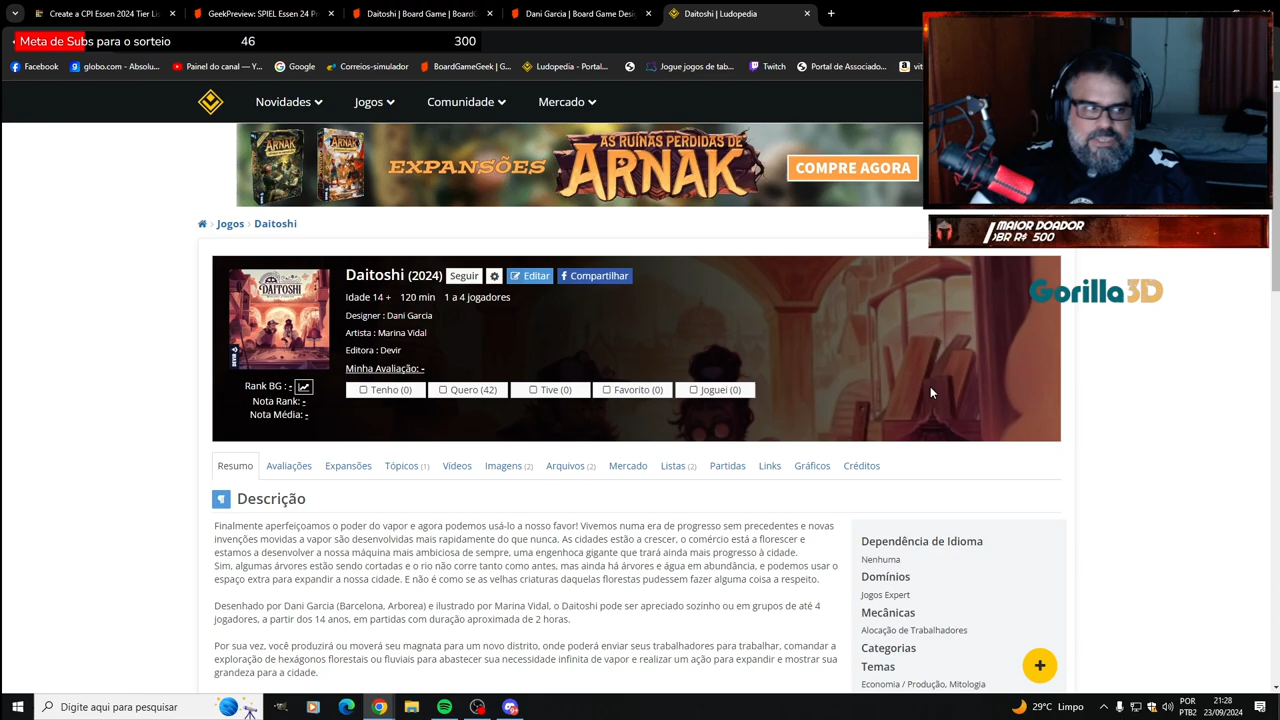 SPIEL Essen 2024 Tier Lis
GeekPreview: SPIEL Essen 23 Pr
Daitoshi | Board Game | BoardG
Dani Garcia | Board Game Desig
Daitoshi | Ludopedia
Meta de Subs para o sorteio 46 300
Facebook globo.com - Absolu... Painel do canal — Y... Google Correios-simulador BoardGameGeek | G... Ludopedia - Portal... Jogue jogos de tab... Twitch Portal de Associado... A
Novidades Jogos Comunidade Mercado
EXPANSÕES AS RUÍNAS PERDIDAS DE ARNAK COMPRE AGORA
MAIOR DOADOR
R$ 500
Jogos > Daitoshi
Gorilla3D
Daitoshi (2024) Seguir Editar Compartilhar
DAITOSHI
Idade 14 + 120 min 1 a 4 jogadores
Designer : Dani Garcia
Artista : Marina Vidal
Editora : Devir
Minha Avaliação: -
Rank BG : -
Nota Rank: -
Nota Média: -
Tenho (0) Quero (42) Tive (0) Favorito (0) Joguei (0)
Resumo Avaliações Expansões Tópicos (1) Vídeos Imagens (2) Arquivos (2) Mercado Listas (2) Partidas Links Gráficos Créditos
Descrição
Finalmente aperfeiçoamos o poder do vapor e agora podemos usá-lo a nosso favor! Vivemos numa era de progresso sem precedentes e novas
invenções movidas a vapor são desenvolvidas mais rapidamente do que nunca. As cidades estão a crescer, o comércio está a florescer e
estamos a desenvolver a nossa máquina mais ambiciosa de sempre, uma engenhoca gigante que trará ainda mais progresso à cidade.
Sim, algumas árvores estão sendo cortadas e o rio não corre tanto como antes, mas ainda há árvores e água em abundância, e podemos usar o
espaço extra para expandir a nossa cidade. E não é como se as velhas criaturas daquelas florestas pudessem fazer alguma coisa a respeito.
Desenhado por Dani Garcia (Barcelona, Arborea) e ilustrado por Marina Vidal, o Daitoshi pode ser apreciado sozinho ou em grupos de até 4
jogadores, a partir dos 14 anos, em partidas com duração aproximada de 2 horas.
Por sua vez, você produzirá ou moverá seu magnata para um novo distrito, onde poderá enviar seus trabalhadores para trabalhar, comandar a
exploração de hexágonos florestais ou fluviais para abastecer sua necessidade infinita de vapor e realizar um ação para expandir e mostrar sua
grandeza para a cidade.
Dependência de Idioma
Nenhuma
Domínios
Jogos Expert
Mecânicas
Alocação de Trabalhadores
Categorias
Temas
Economia / Produção, Mitologia
Digite aqui para pesquisar
29°C Limpo
POR
PTB2
21:28
23/09/2024